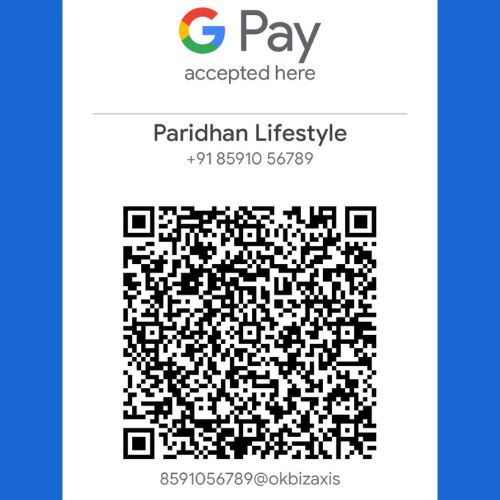 G Pay
accepted here
Paridhan Lifestyle
+91 85910 56789
8591056789@okbizaxis